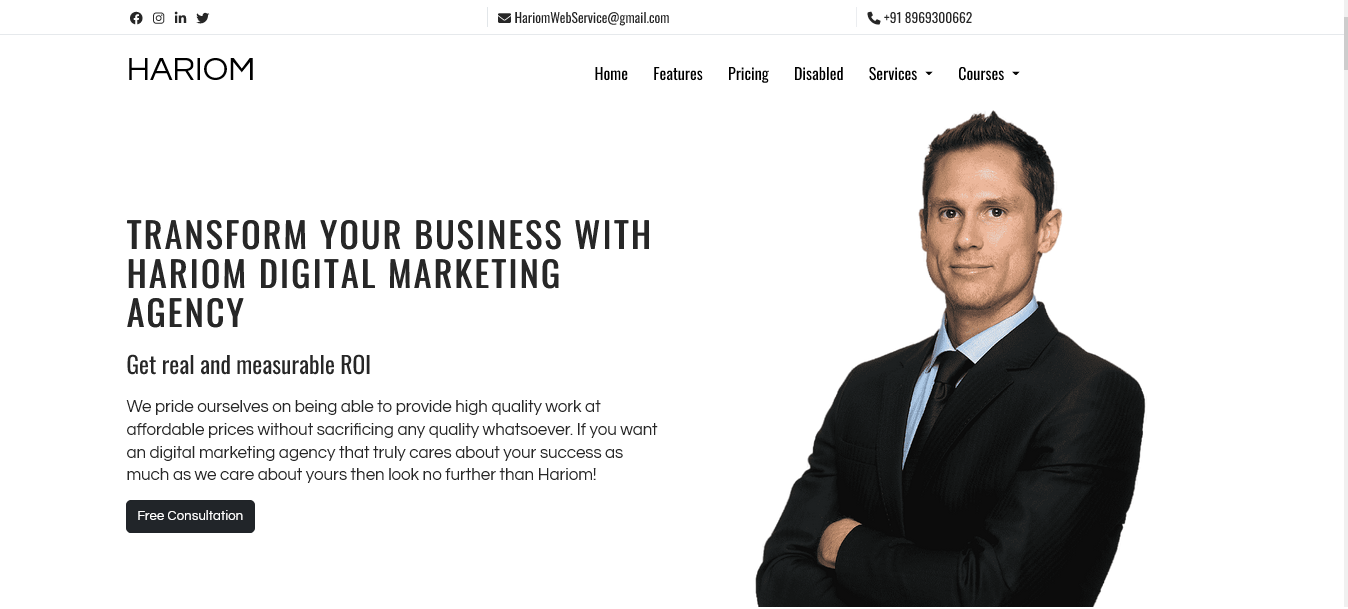 HariomWebService@gmail.com
+91 8969300662
HARIOM
Home
Features
Pricing
Disabled
Services
Courses
TRANSFORM YOUR BUSINESS WITH
HARIOM DIGITAL MARKETING
AGENCY
Get real and measurable ROI
We pride ourselves on being able to provide high quality work at
affordable prices without sacrificing any quality whatsoever. If you want
an digital marketing agency that truly cares about your success as
much as we care about yours then look no further than Hariom!
Free Consultation